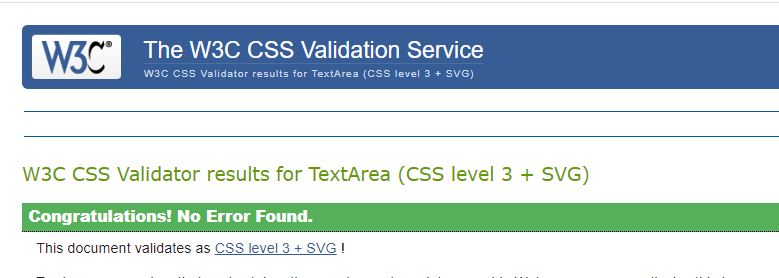 W3C®
The W3C CSS Validation Service
W3C CSS Validator results for TextArea (CSS level 3 + SVG)
W3C CSS Validator results for TextArea (CSS level 3 + SVG)
Congratulations! No Error Found.
This document validates as CSS level 3 + SVG !